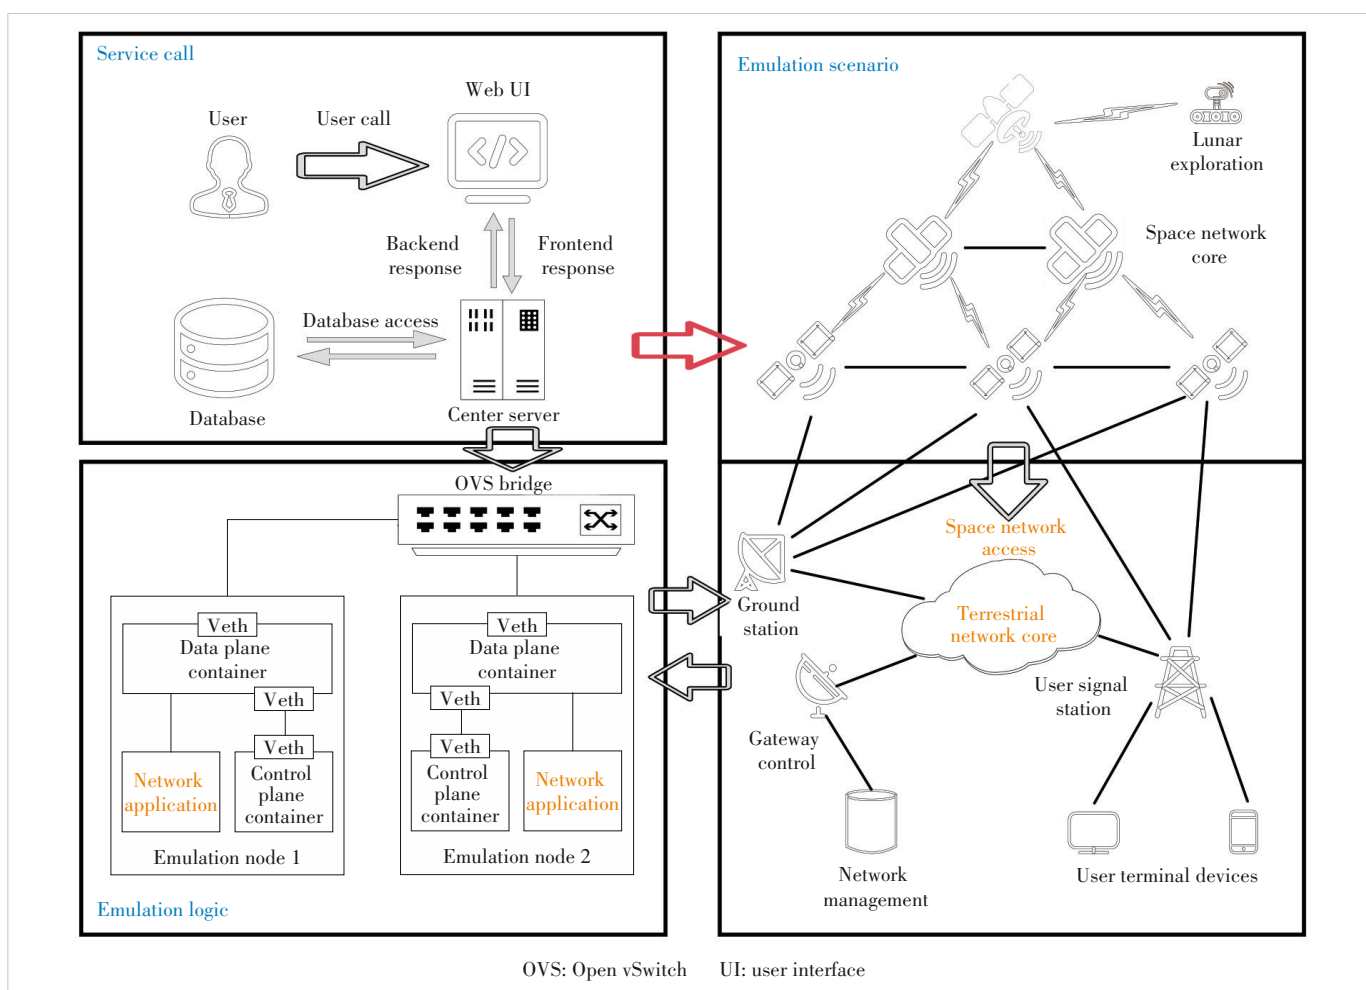 Service call
Web UI
User
User call
Backend
response
Frontend
response
Database access
Database
Center server
Emulation scenario
Lunar
exploration
Space network
core
OVS bridge
Veth
Data plane
container
Veth
Veth
Network
application
Control
plane
container
Emulation node 1
Veth
Data plane
container
Veth
Veth
Control
plane
container
Network
application
Emulation node 2
Emulation logic
Space network
access
Ground
station
Terrestrial
network core
User signal
station
Gateway
control
Network
management
User terminal devices
OVS: Open vSwitch UI: user interface